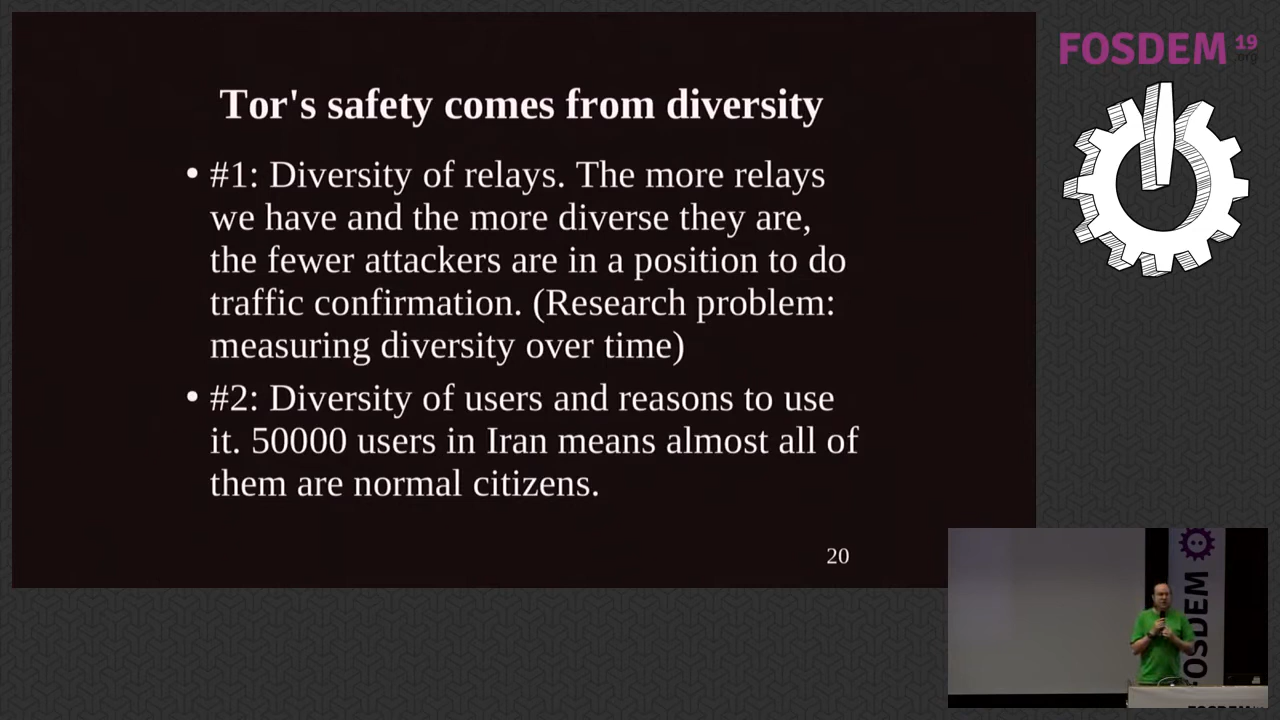 FOSDEM 19
.org
Tor's safety comes from diversity
• #1: Diversity of relays. The more relays
we have and the more diverse they are,
the fewer attackers are in a position to do
traffic confirmation. (Research problem:
measuring diversity over time)
• #2: Diversity of users and reasons to use
it. 50000 users in Iran means almost all of
them are normal citizens.
20
FOSDEM
FOSDEM